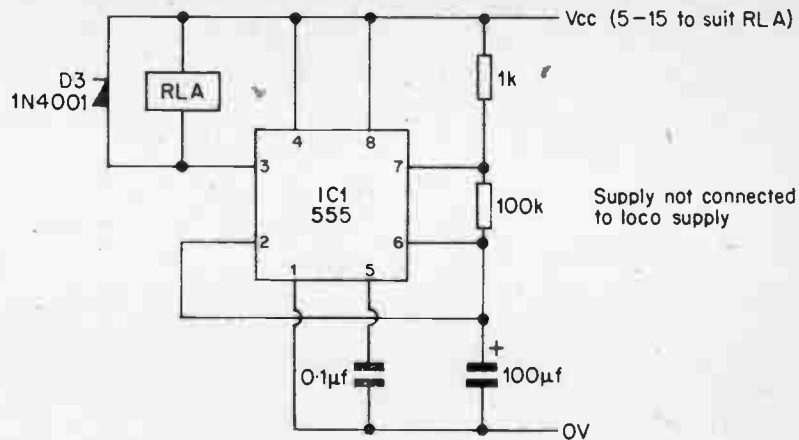 Vcc (5-15 to suit RLA)
D3
1N4001
RLA
1k
4
8
3
7
IC1
555
100k
Supply not connected
to loco supply
2
6
1
5
+
0·1µf
100µf
0V